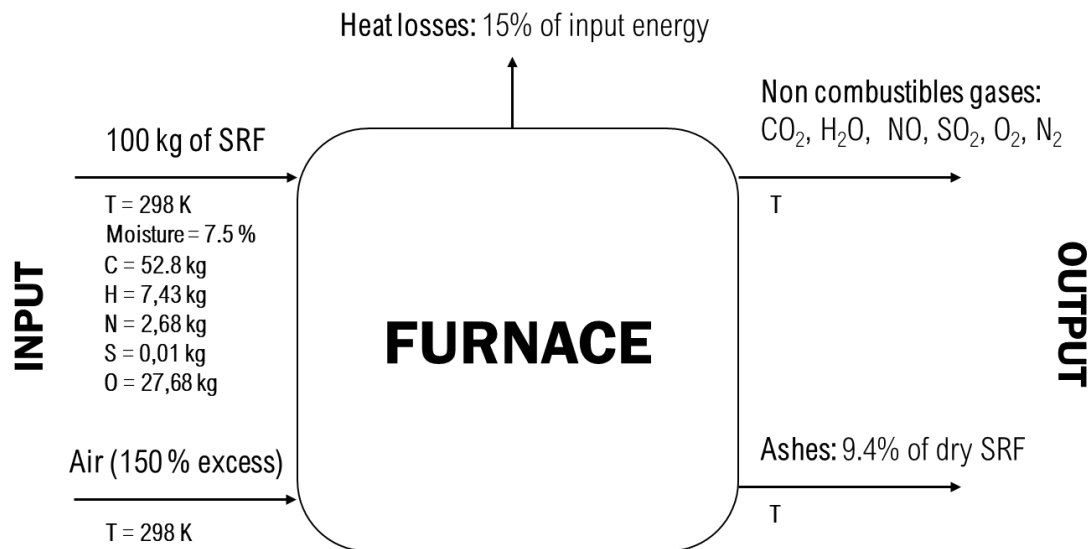 Heat losses: 15% of input energy
100 kg of SRF
T = 298 K
Moisture = 7.5 %
C = 52.8 kg
H = 7,43 kg
N = 2,68 kg
S = 0,01 kg
O = 27,68 kg
INPUT
Air (150 % excess)
T = 298 K
FURNACE
Non combustibles gases:
CO₂, H₂O, NO, SO₂, O₂, N₂
T
OUTPUT
Ashes: 9.4% of dry SRF
T